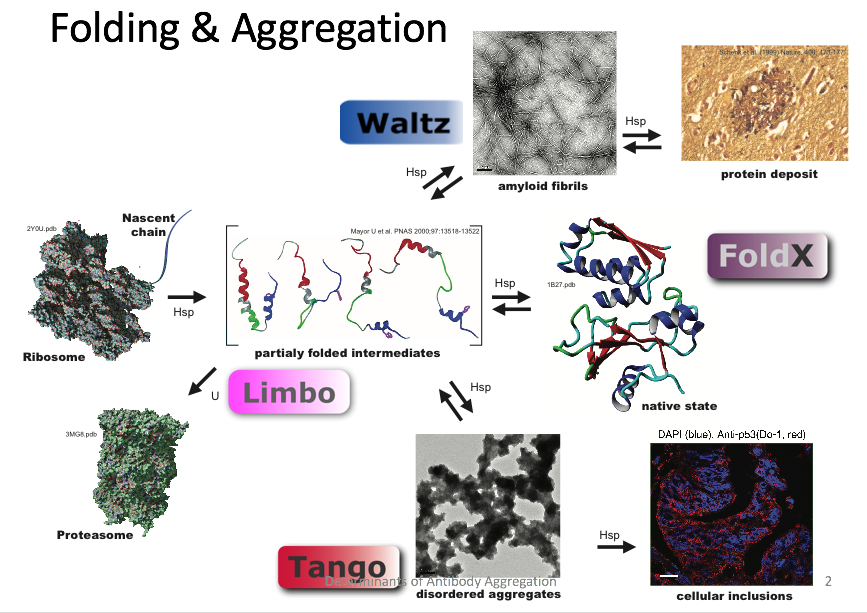 Folding & Aggregation
Waltz
Hsp
amyloid fibrils
Hsp
protein deposit
2Y0U.pdb
Nascent
chain
Ribosome
Hsp
Mayor U et al. PNAS 2000;97:13518-13522
partialy folded intermediates
Hsp
1B27.pdb
FoldX
native state
U
Limbo
Hsp
3MG8.pdb
Proteasome
DAPI (blue). Anti-p53(Do-1, red)
Hsp
Tango
Determinants of Antibody Aggregation
disordered aggregates
cellular inclusions
2